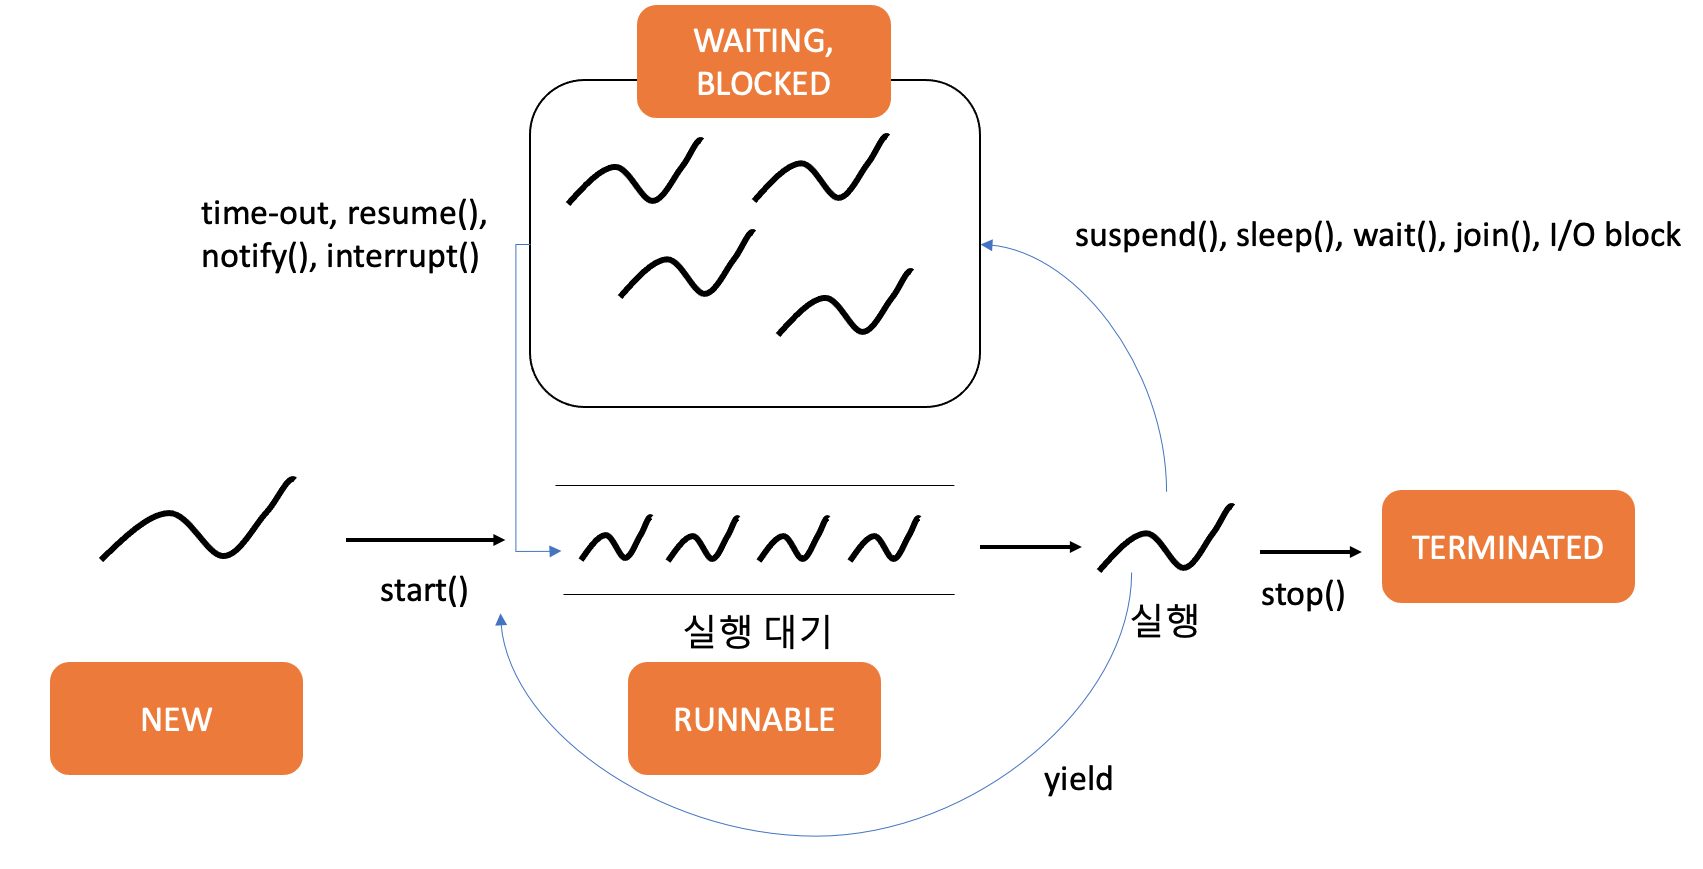 WAITING,
BLOCKED
time-out, resume(),
notify(), interrupt()
suspend(), sleep(), wait(), join(), I/O block
start()
실행 대기
실행
stop()
TERMINATED
NEW
RUNNABLE
yield